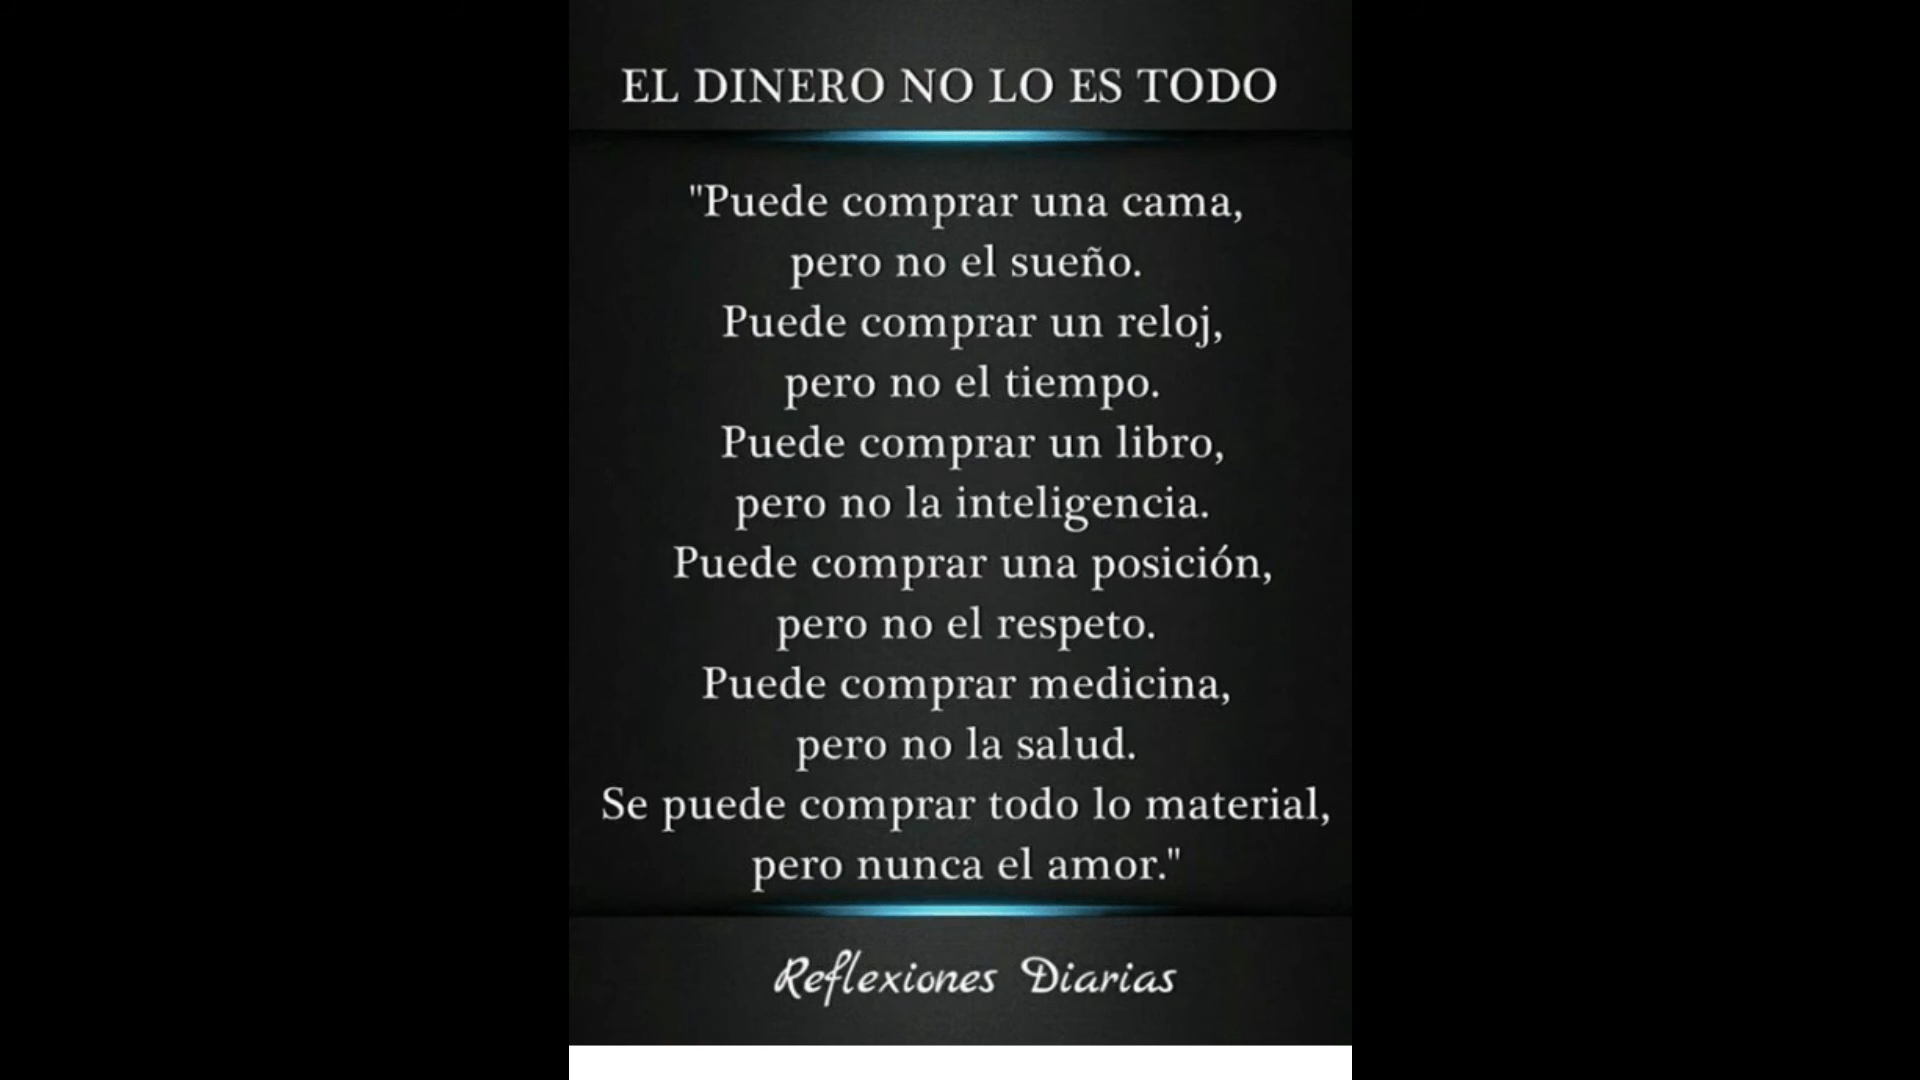 EL DINERO NO LO ES TODO
"Puede comprar una cama,
pero no el sueño.
Puede comprar un reloj,
pero no el tiempo.
Puede comprar un libro,
pero no la inteligencia.
Puede comprar una posición,
pero no el respeto.
Puede comprar medicina,
pero no la salud.
Se puede comprar todo lo material,
pero nunca el amor."
Reflexiones Diarias